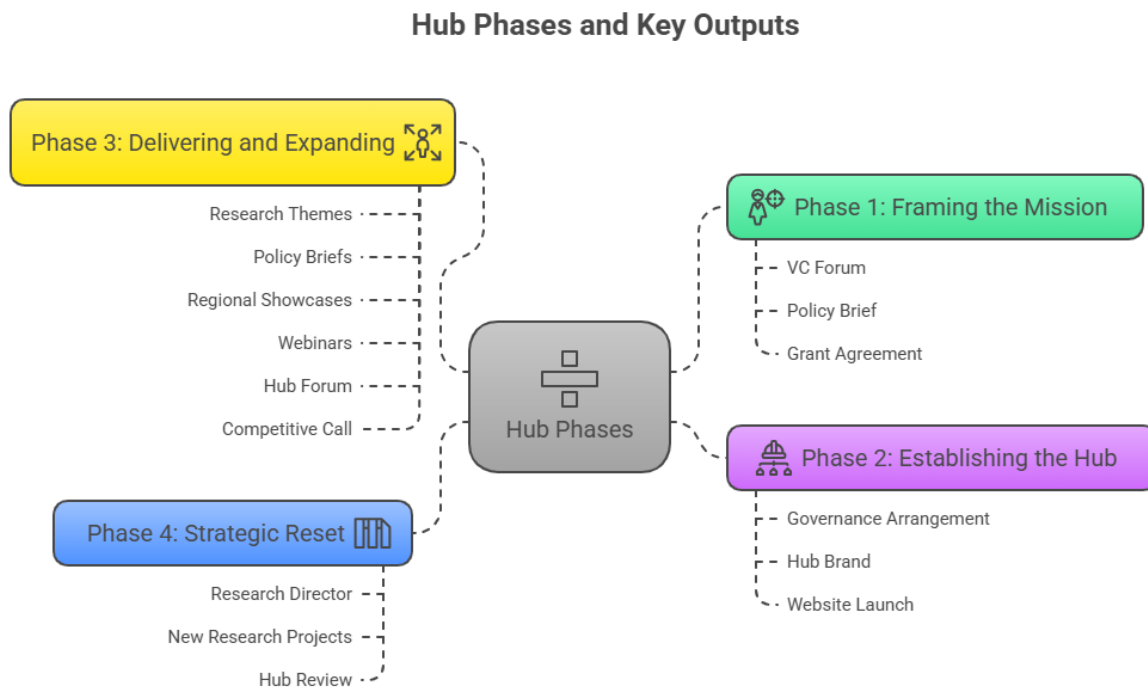 Hub Phases and Key Outputs
Phase 3: Delivering and Expanding
Research Themes
Policy Briefs
Regional Showcases
Webinars
Hub Forum
Competitive Call
Phase 1: Framing the Mission
VC Forum
Policy Brief
Grant Agreement
Hub Phases
Phase 2: Establishing the Hub
Governance Arrangement
Hub Brand
Website Launch
Phase 4: Strategic Reset
Research Director
New Research Projects
Hub Review